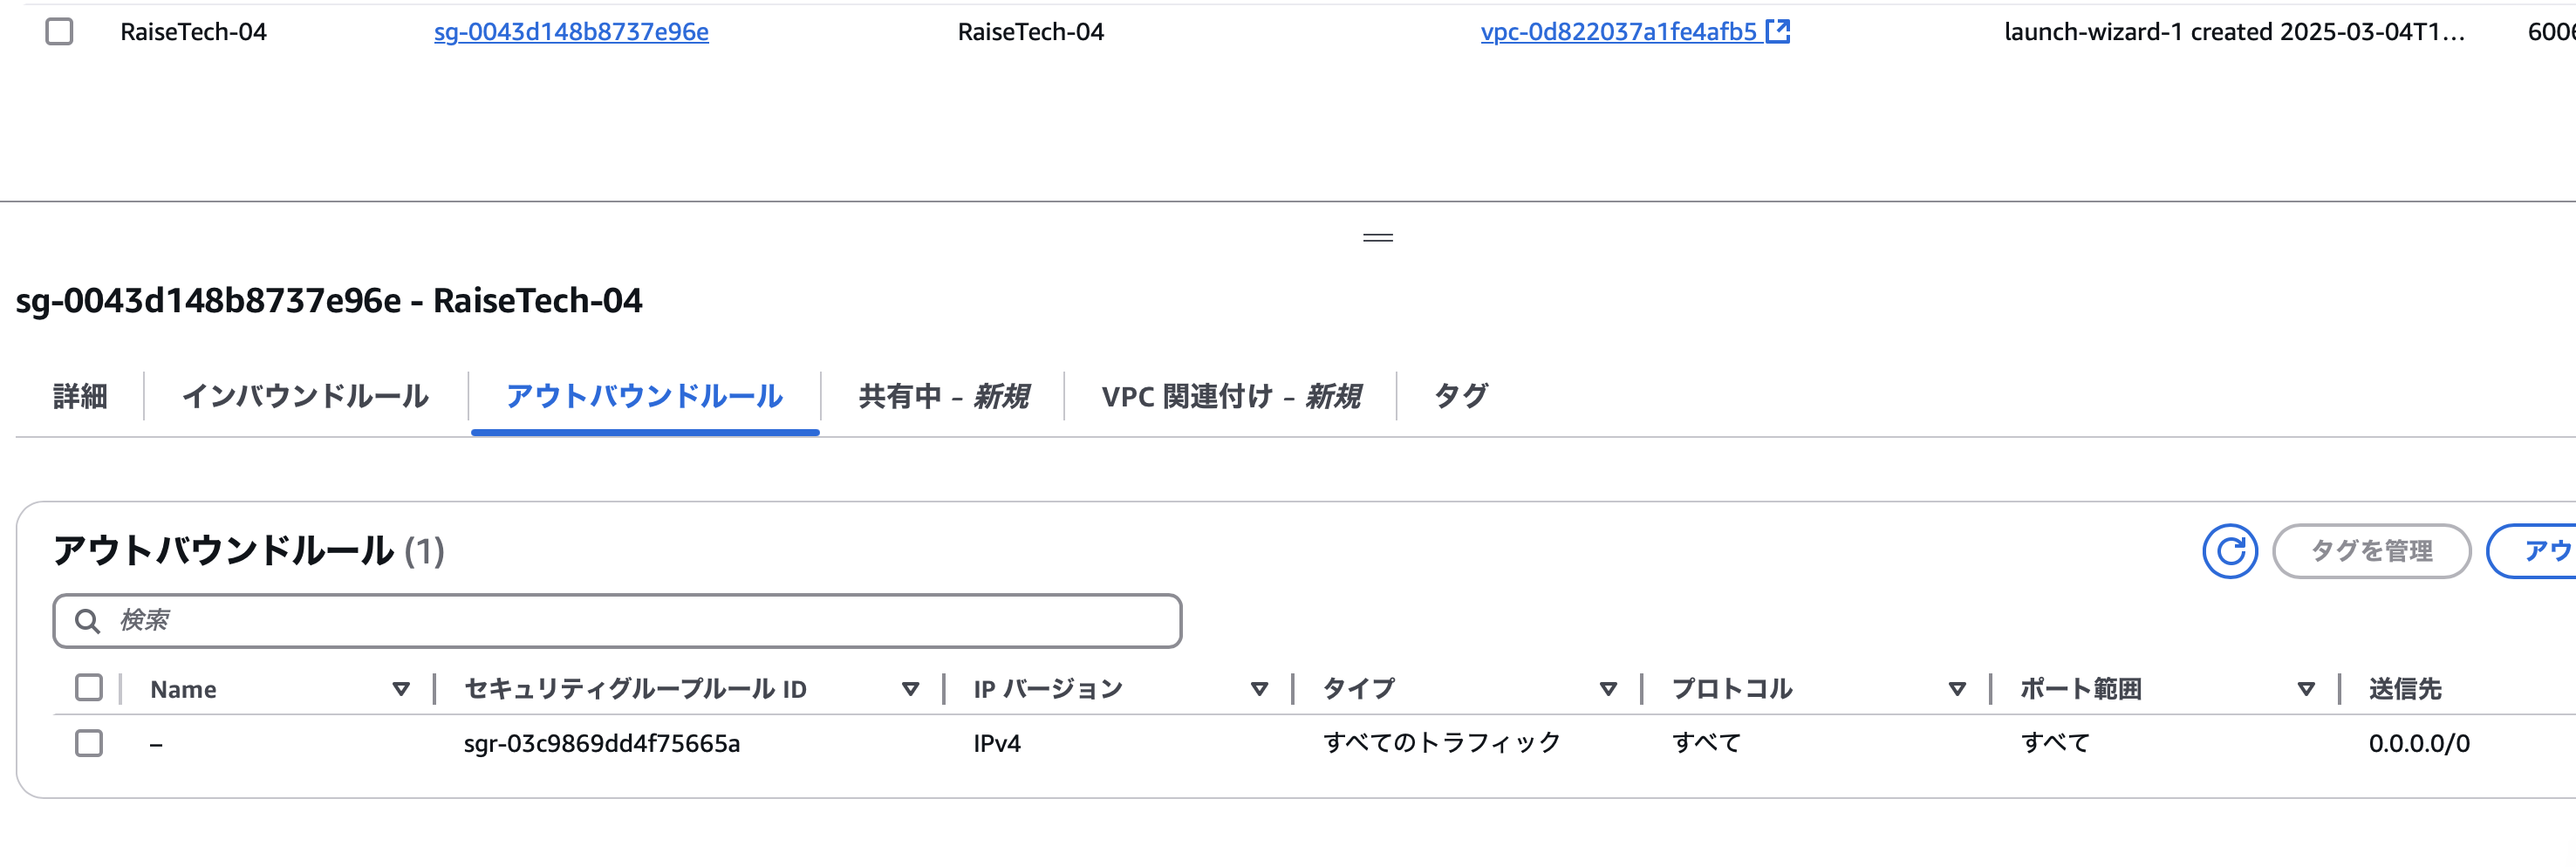 RaiseTech-04 sg-0043d148b8737e96e RaiseTech-04 vpc-0d822037a1fe4afb5 launch-wizard-1 created 2025-03-04T1… 600
sg-0043d148b8737e96e - RaiseTech-04
詳細 インバウンドルール アウトバウンドルール 共有中 – 新規 VPC 関連付け – 新規 タグ
アウトバウンドルール (1)
タグを管理 アウ
検索
Name セキュリティグループルール ID IP バージョン タイプ プロトコル ポート範囲 送信先
– sgr-03c9869dd4f75665a IPv4 すべてのトラフィック すべて すべて 0.0.0.0/0